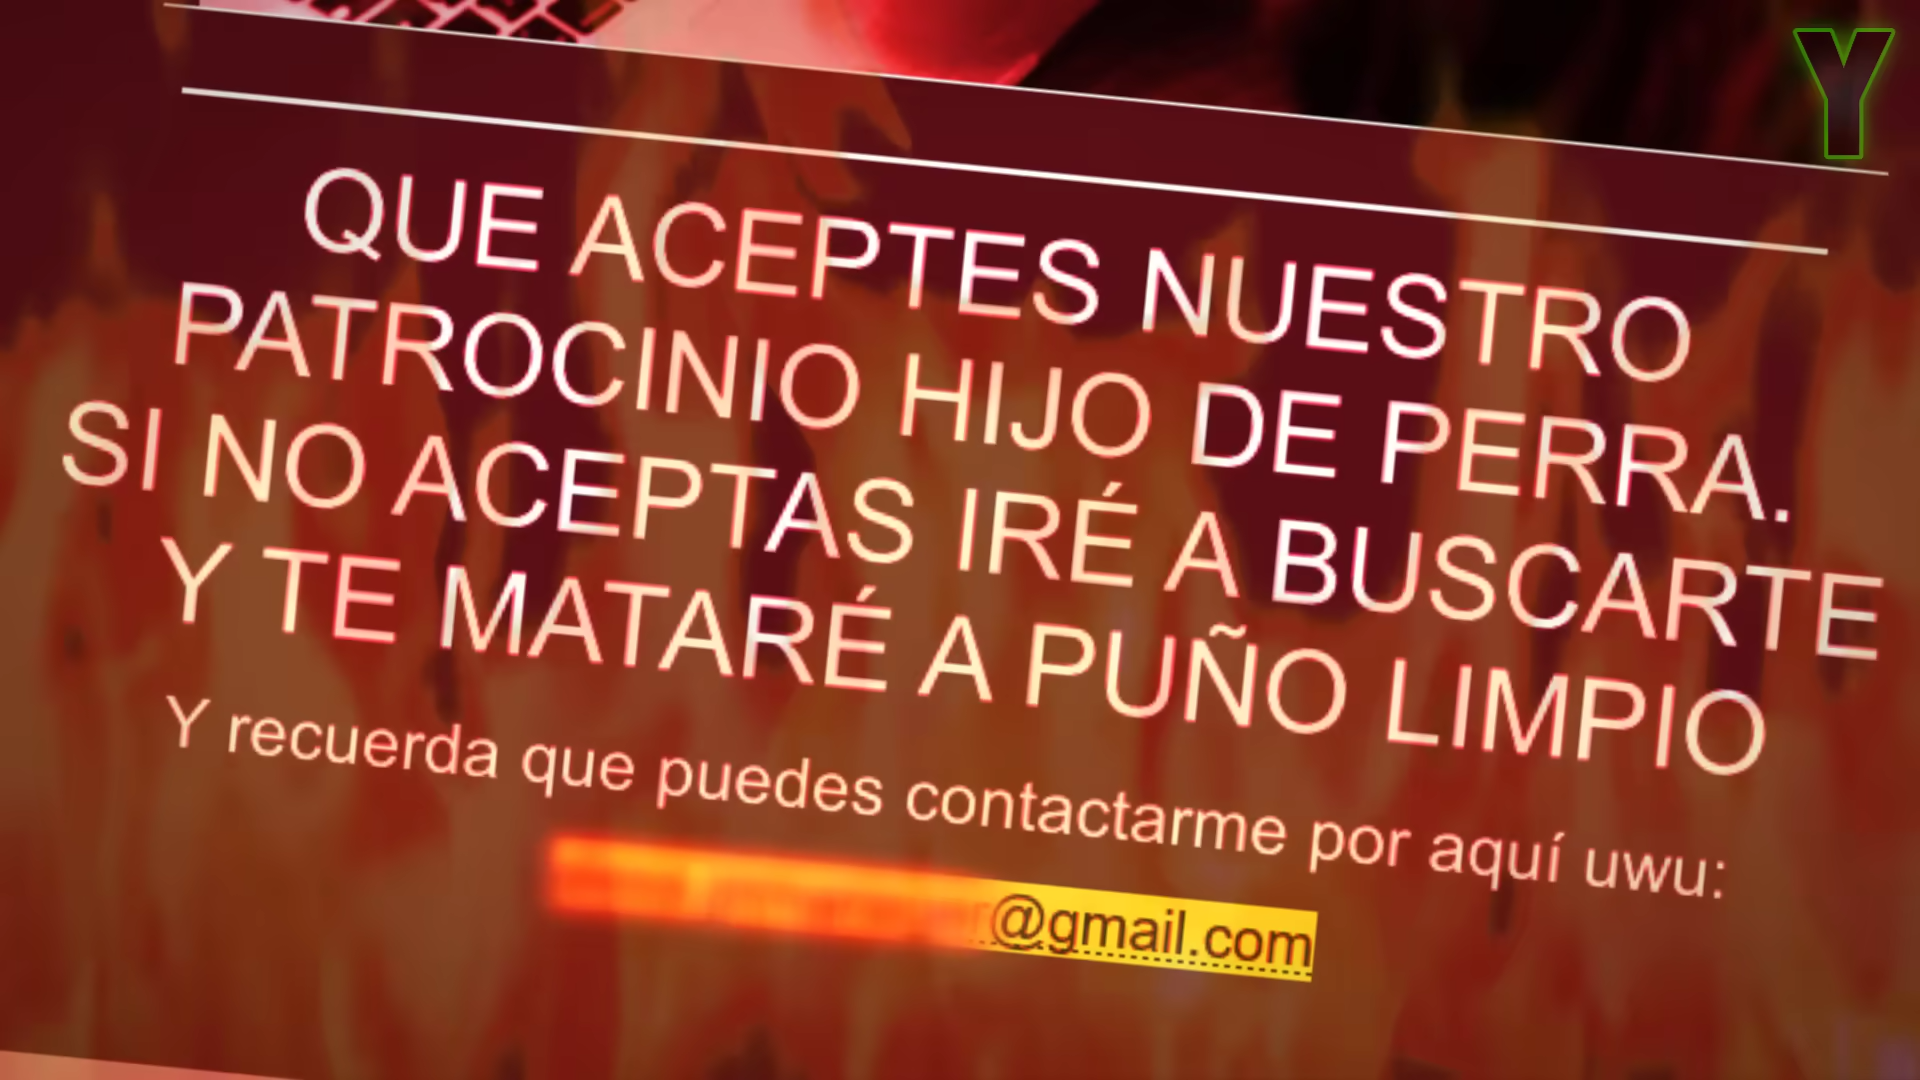 Y
QUE ACEPTES NUESTRO
PATROCINIO HIJO DE PERRA.
SI NO ACEPTAS IRÉ A BUSCARTE
Y TE MATARÉ A PUÑO LIMPIO
Y recuerda que puedes contactarme por aquí uwu:
@gmail.com